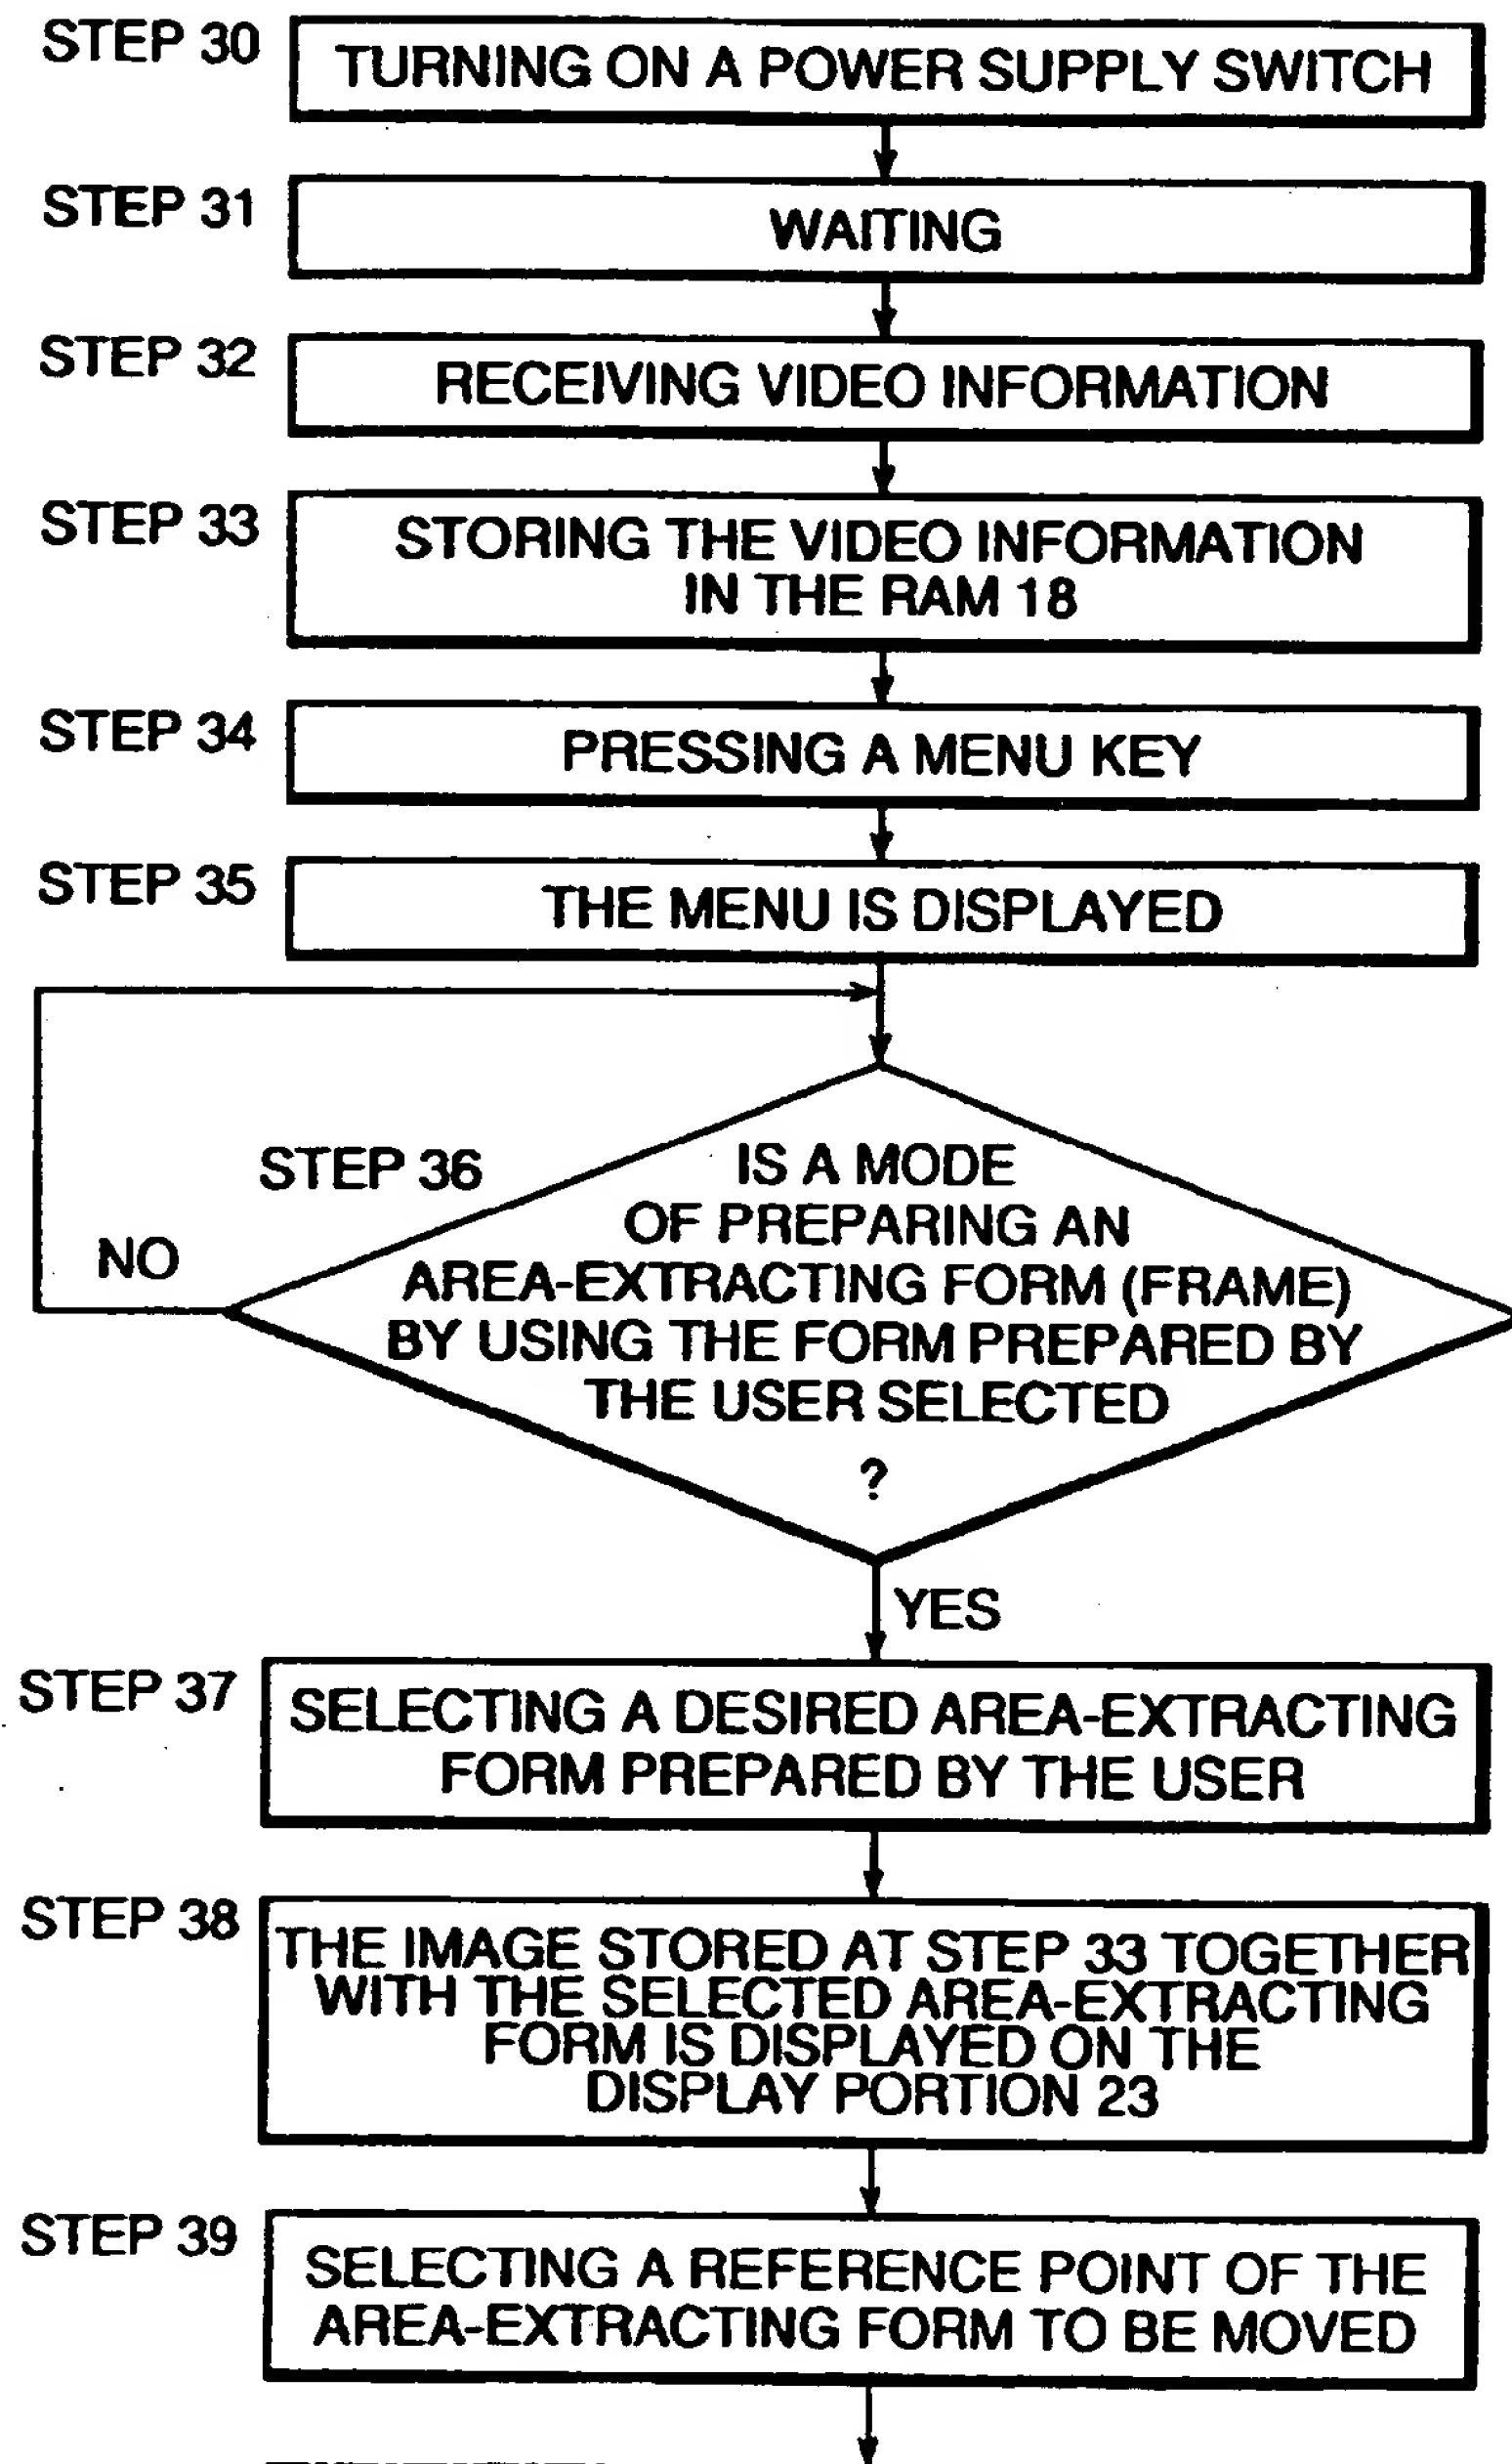 STEP 30
TURNING ON A POWER SUPPLY SWITCH
STEP 31
WAITING
STEP 32
RECEIVING VIDEO INFORMATION
STEP 33
STORING THE VIDEO INFORMATION
IN THE RAM 18
STEP 34
PRESSING A MENU KEY
STEP 35
THE MENU IS DISPLAYED
STEP 36
IS A MODE
OF PREPARING AN
NO
AREA-EXTRACTING FORM (FRAME)
BY USING THE FORM PREPARED BY
THE USER SELECTED
?
YES
STEP 37
SELECTING A DESIRED AREA-EXTRACTING
FORM PREPARED BY THE USER
STEP 38
THE IMAGE STORED AT STEP 33 TOGETHER
WITH THE SELECTED AREA-EXTRACTING
FORM IS DISPLAYED ON THE
DISPLAY PORTION 23
STEP 39
SELECTING A REFERENCE POINT OF THE
AREA-EXTRACTING FORM TO BE MOVED